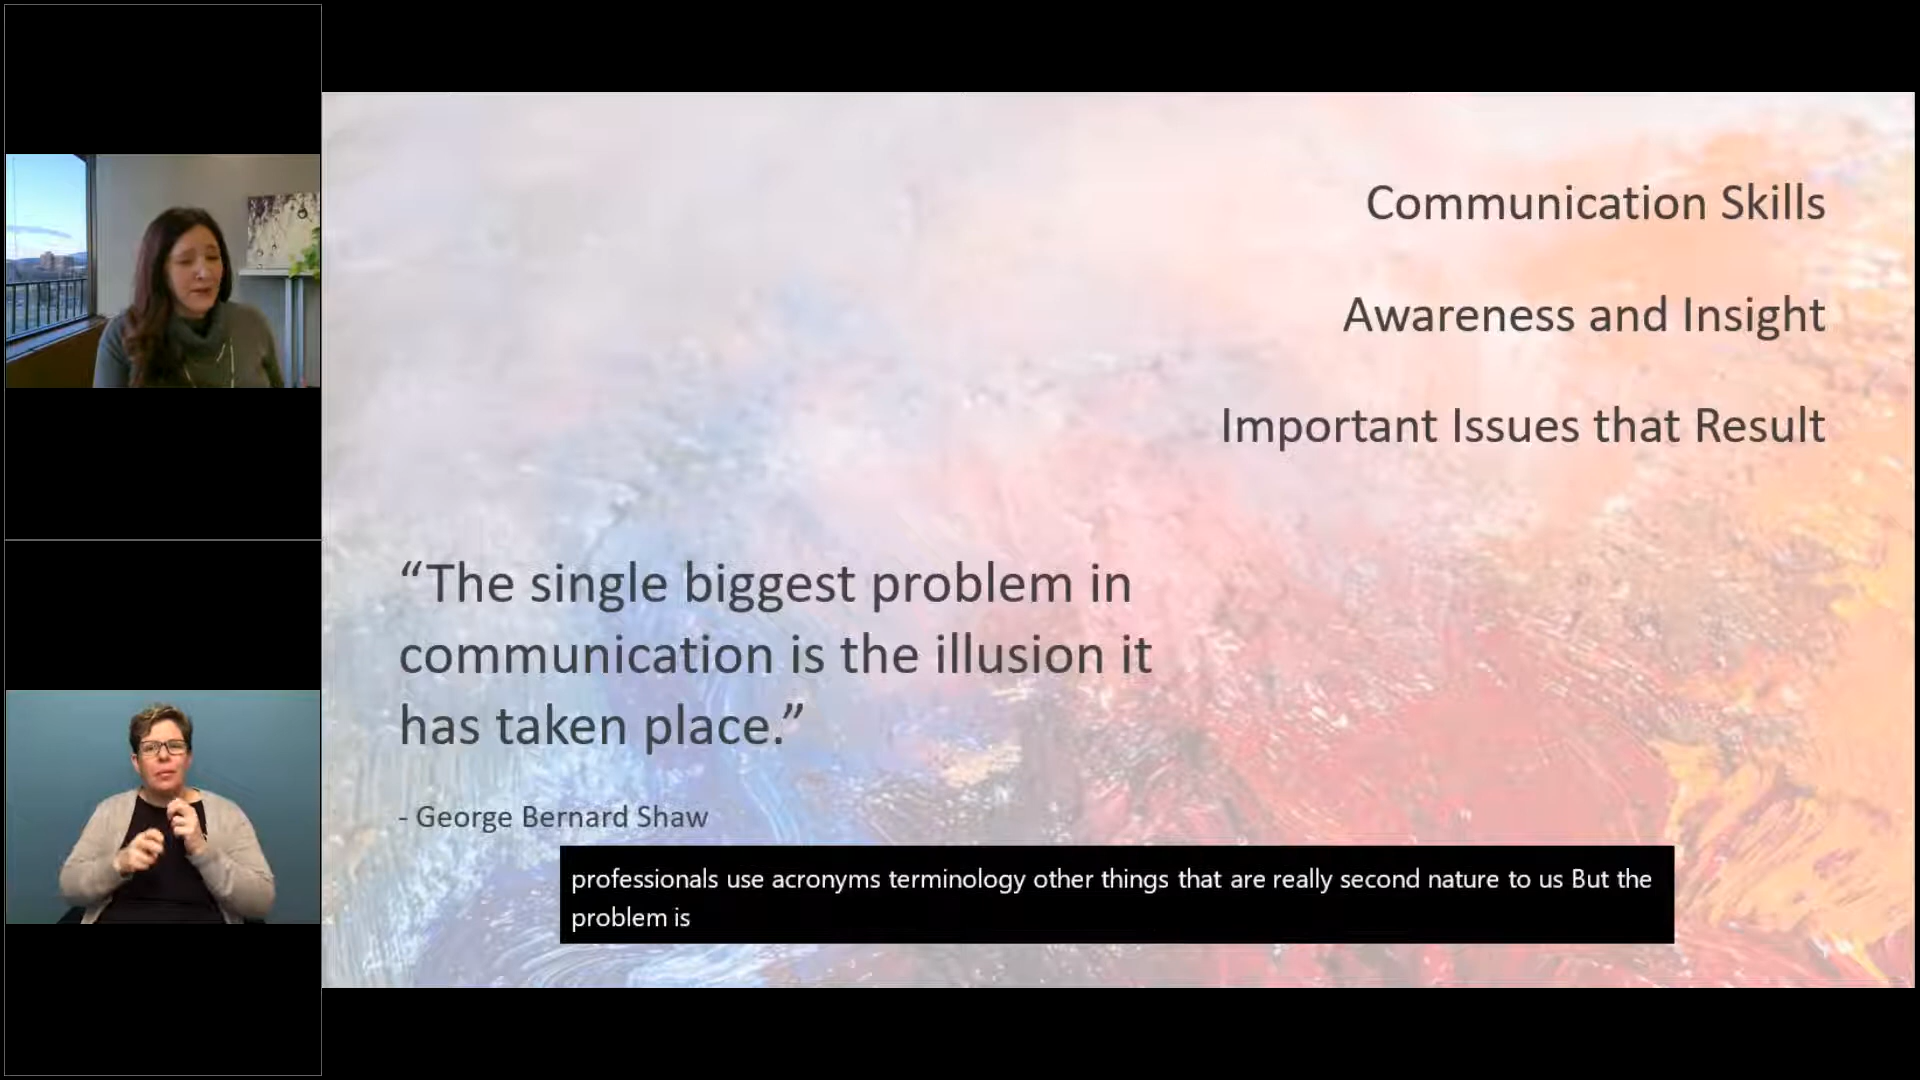 Communication Skills
Awareness and Insight
Important Issues that Result
“The single biggest problem in
communication is the illusion it
has taken place.”
- George Bernard Shaw
professionals use acronyms terminology other things that are really second nature to us But the
problem is